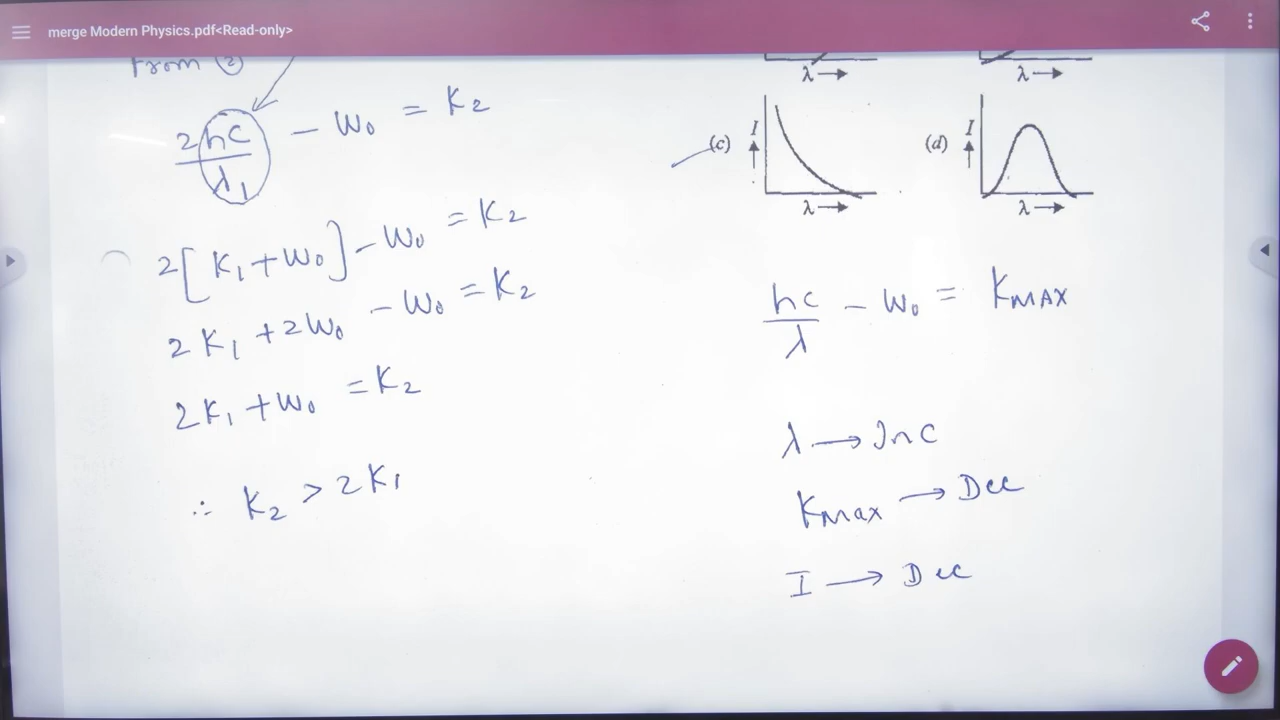 merge Modern Physics.pdf<Read-only>
From ②
2hc/λ₁ - W₀ = K₂
2[K₁ + W₀] - W₀ = K₂
2K₁ + 2W₀ - W₀ = K₂
2K₁ + W₀ = K₂
∴ K₂ > 2K₁
λ→ λ→
(c) I λ→
(d) I λ→
hc/λ - W₀ = KMAX
λ → Inc
Kmax → Dec
I → Dec